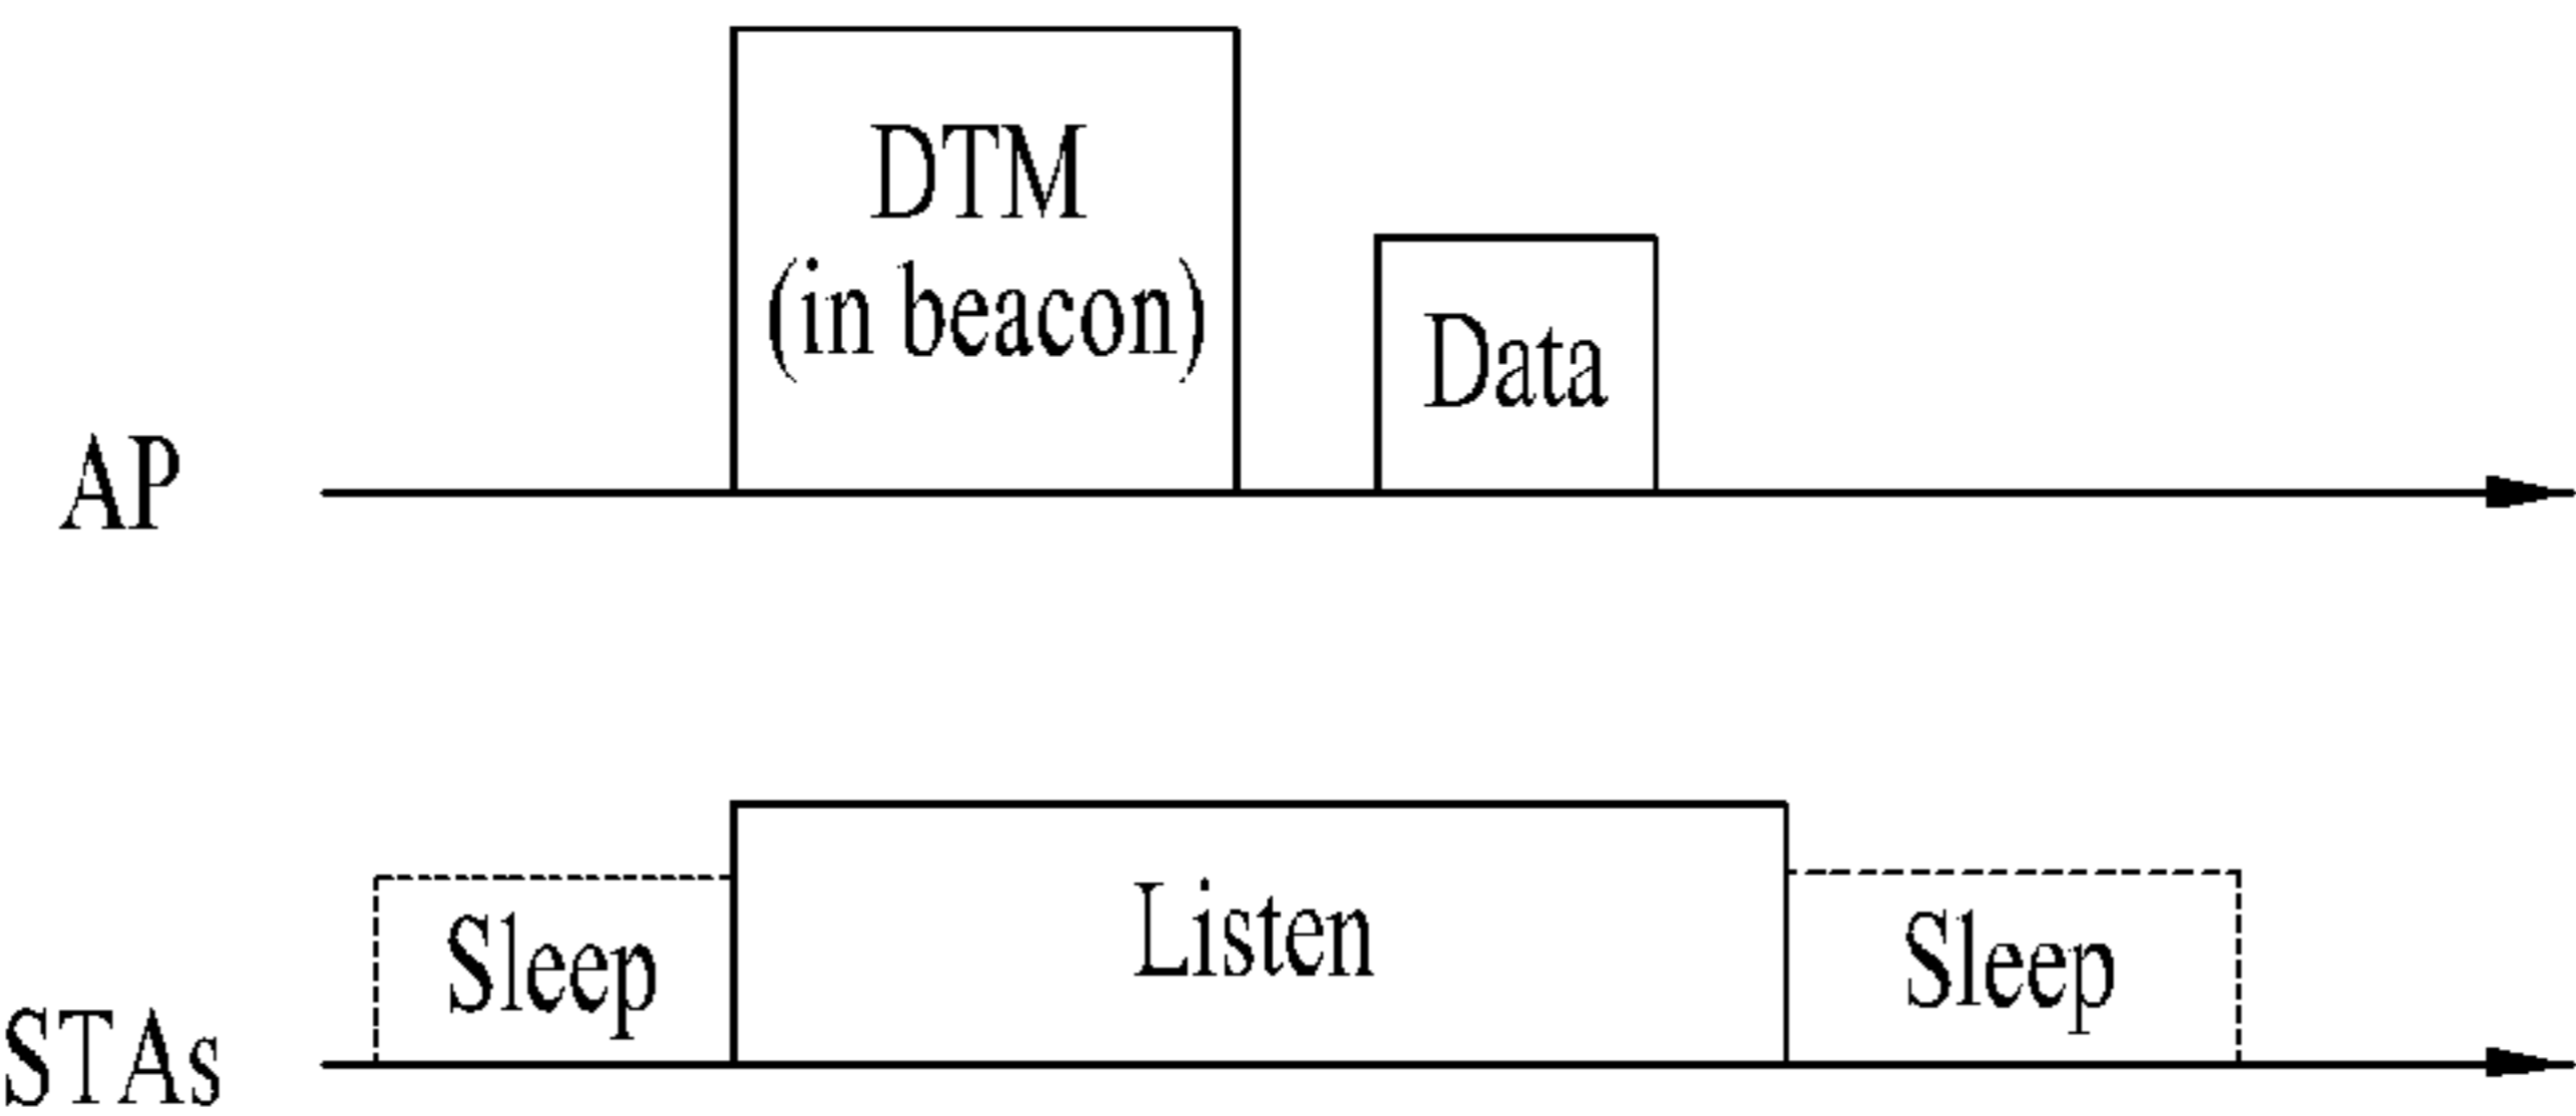 DTM
(in beacon)
Data
AP
Sleep
Listen
Sleep
STAs